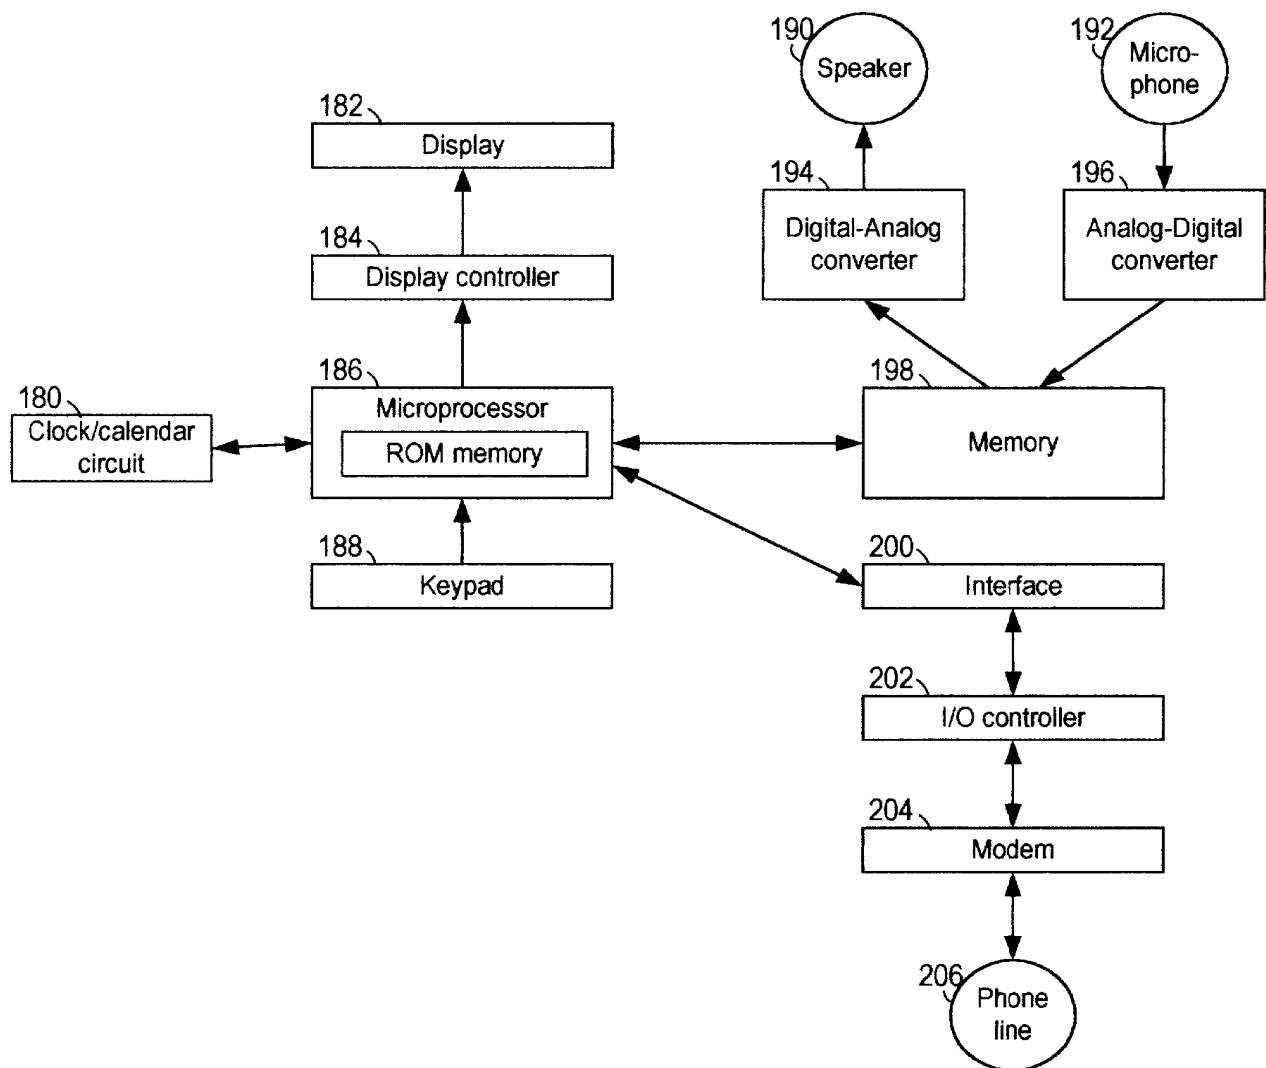 190
Speaker
192
Micro-
phone
182
Display
194
Digital-Analog
converter
196
Analog-Digital
converter
184
Display controller
186
Microprocessor
ROM memory
198
Memory
180
Clock/calendar
circuit
188
Keypad
200
Interface
202
I/O controller
204
Modem
206
Phone
line